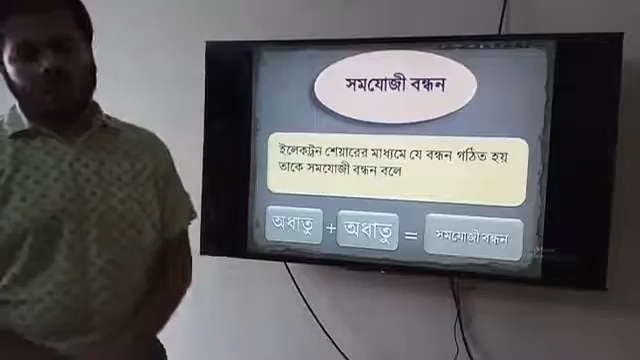 সমযোজী বন্ধন
ইলেকট্রন শেয়ারের মাধ্যমে যে বন্ধন গঠিত হয়
তাকে সমযোজী বন্ধন বলে
অধাতু + অধাতু = সমযোজী বন্ধন